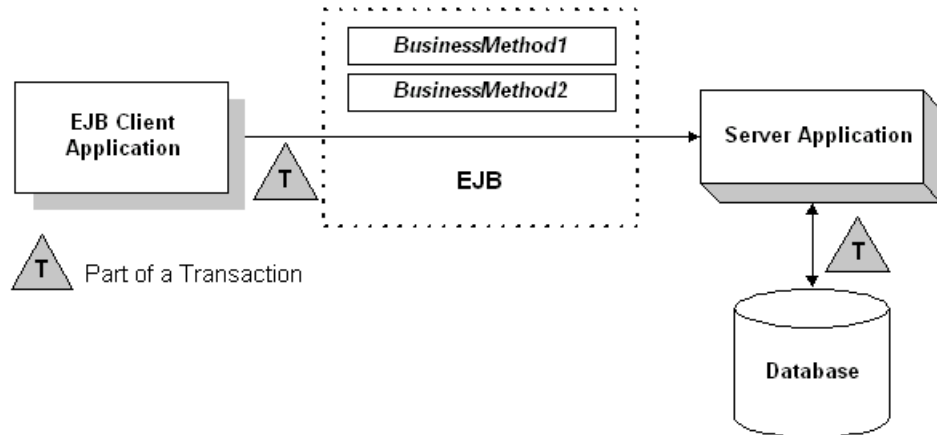 BusinessMethod1
BusinessMethod2
EJB Client
Application
Server Application
T
EJB
T
T
Part of a Transaction
Database